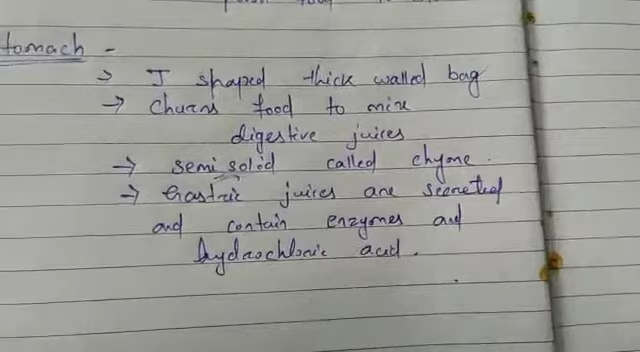 tomach -
→ J shaped thick walled bag
→ Churns food to mix
digestive juices
→ semi solid called chyme.
→ Gastric juices are secreted
and contain enzymes and
hydrochloric acid.